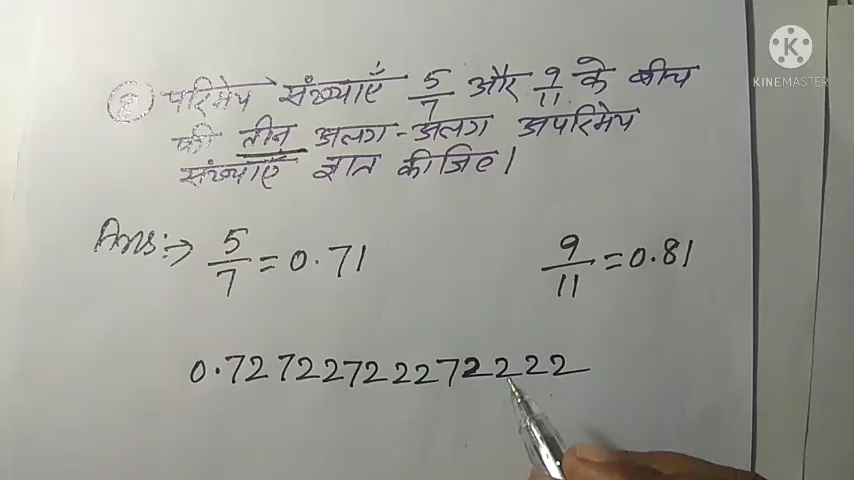 K
KINEMASTER
8 परिमेय संख्याएँ 5/7 और 9/11 के बीच
की तीन अलग-अलग अपरिमेय
संख्याएँ ज्ञात कीजिए।
Ans:→ 5/7 = 0.71 9/11 = 0.81
0.72722722272222